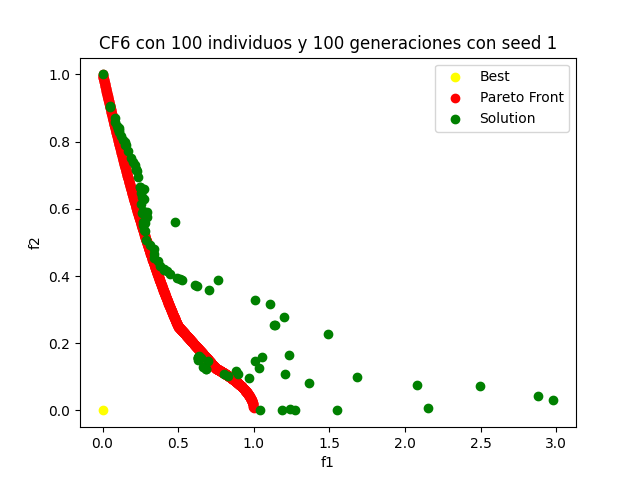 CF6 con 100 individuos y 100 generaciones con seed 1
Best
Pareto Front
Solution
f2
1.0
0.8
0.6
0.4
0.2
0.0
0.0 0.5 1.0 1.5 2.0 2.5 3.0
f1